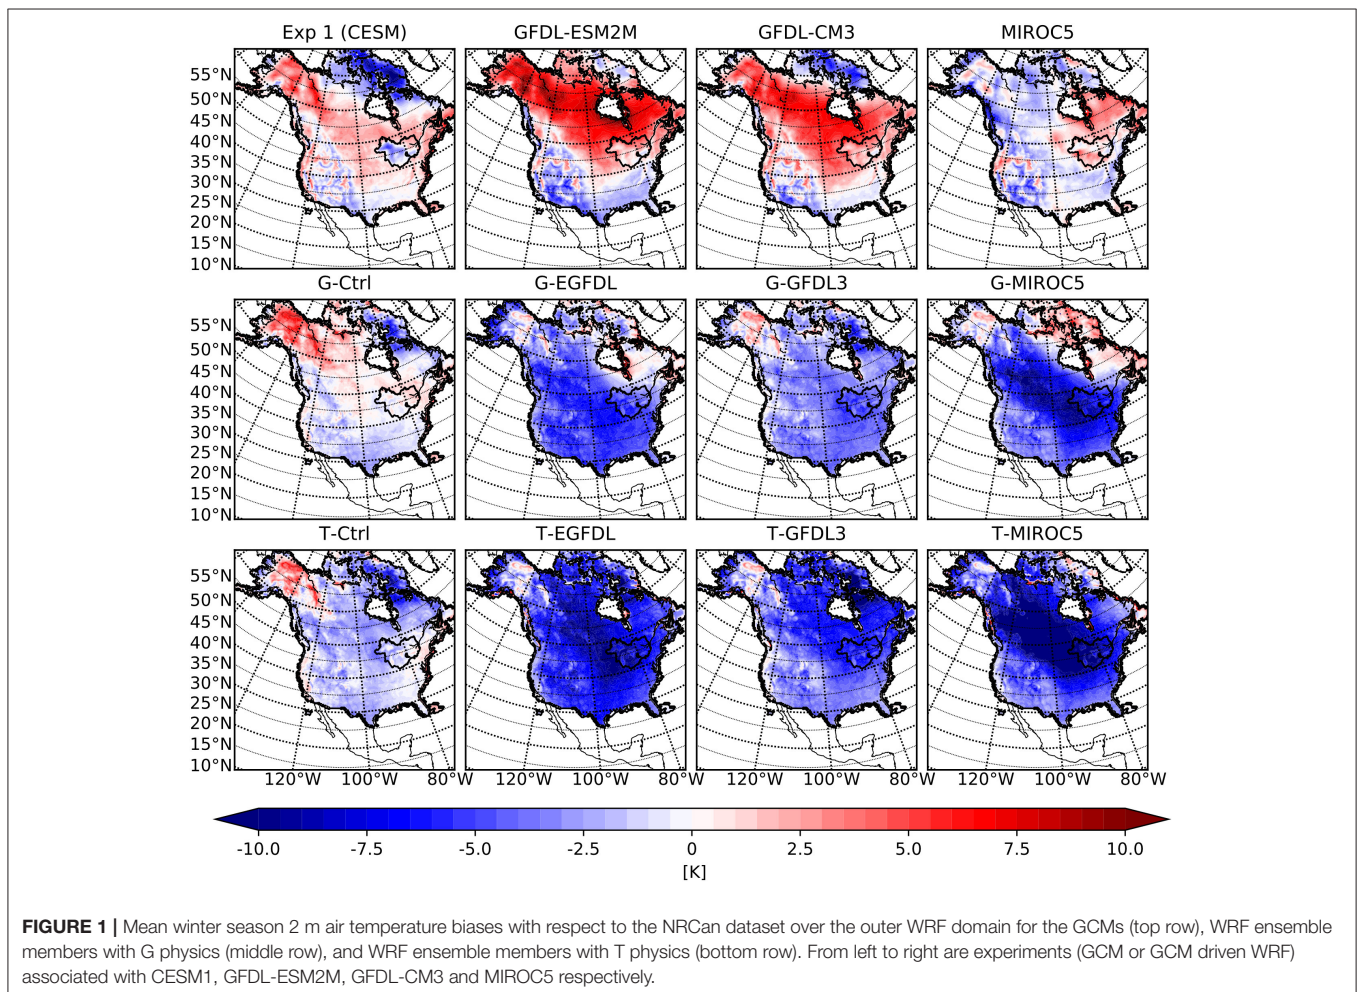 Exp 1 (CESM) GFDL-ESM2M GFDL-CM3 MIROC5
55°N
50°N
45°N
40°N
35°N
30°N
25°N
20°N
15°N
10°N
G-Ctrl G-EGFDL G-GFDL3 G-MIROC5
55°N
50°N
45°N
40°N
35°N
30°N
25°N
20°N
15°N
10°N
T-Ctrl T-EGFDL T-GFDL3 T-MIROC5
55°N
50°N
45°N
40°N
35°N
30°N
25°N
20°N
15°N
10°N
120°W 100°W 80°W 120°W 100°W 80°W 120°W 100°W 80°W 120°W 100°W 80°W
-10.0 -7.5 -5.0 -2.5 0 2.5 5.0 7.5 10.0
[K]
FIGURE 1 | Mean winter season 2 m air temperature biases with respect to the NRCan dataset over the outer WRF domain for the GCMs (top row), WRF ensemble
members with G physics (middle row), and WRF ensemble members with T physics (bottom row). From left to right are experiments (GCM or GCM driven WRF)
associated with CESM1, GFDL-ESM2M, GFDL-CM3 and MIROC5 respectively.